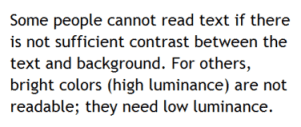 Some people cannot read text if there
is not sufficient contrast between the
text and background. For others,
bright colors (high luminance) are not
readable; they need low luminance.